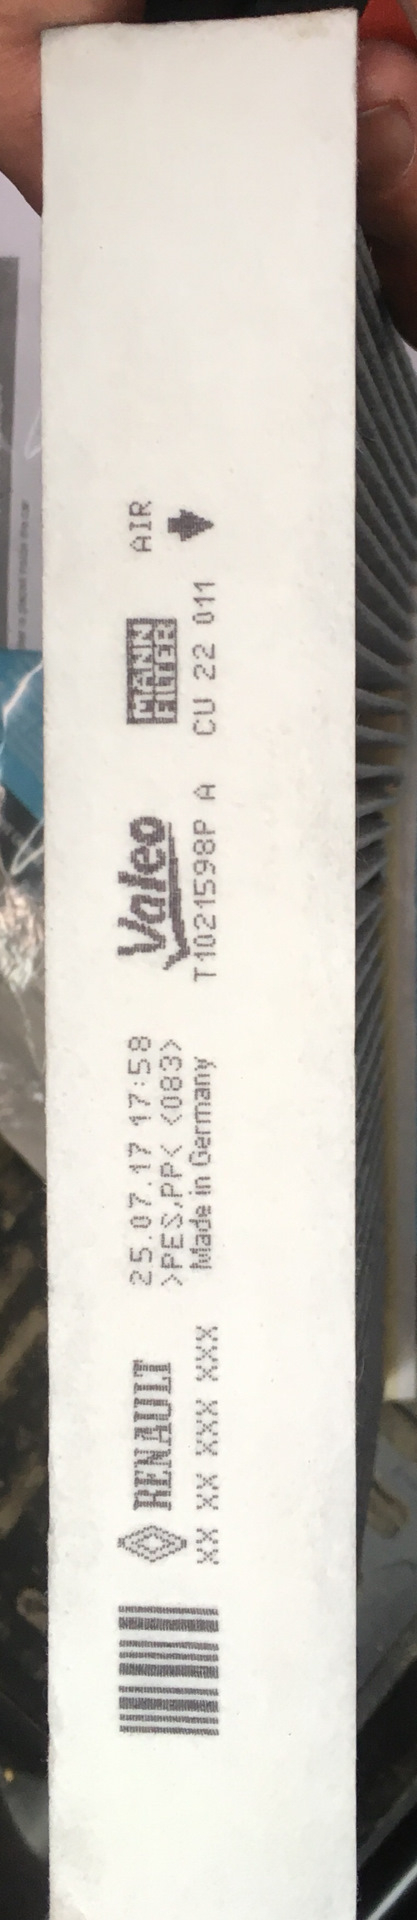 RENAULT
XX XX XXX XXX
25.07.17 17:58
>PES,PP< <083>
Made in Germany
Valeo
T1021598P A
MANN
FILTER
CU 22 011
AIR